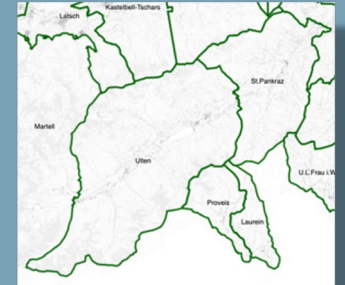 Kastelbell-Tschars
Latsch
St.Pankraz
Martell
Ulten
U.L.Frau i.W
Proveis
Laurein